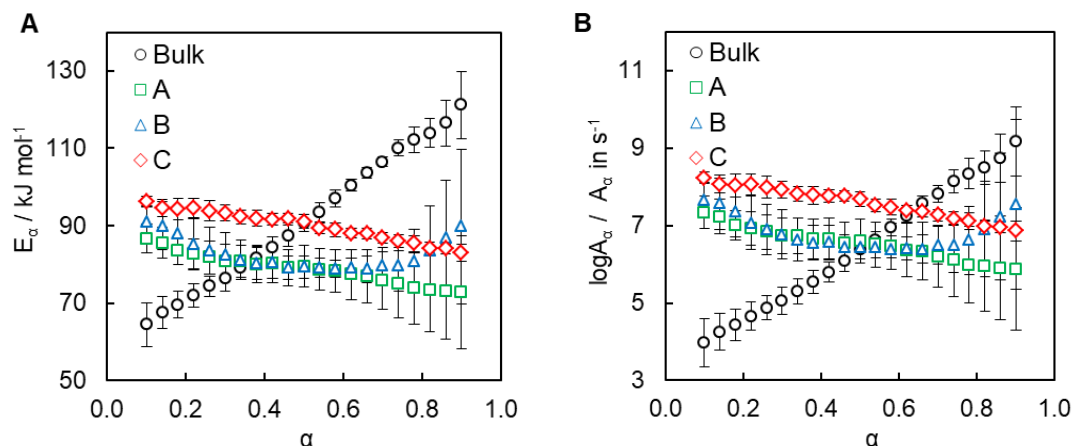 A
Bulk
A
B
C
130
110
90
70
50
0.0 0.2 0.4 0.6 0.8 1.0
α
Eα / kJ mol-1
B
Bulk
A
B
C
11
9
7
5
3
0.0 0.2 0.4 0.6 0.8 1.0
α
logAα / Aα in s-1